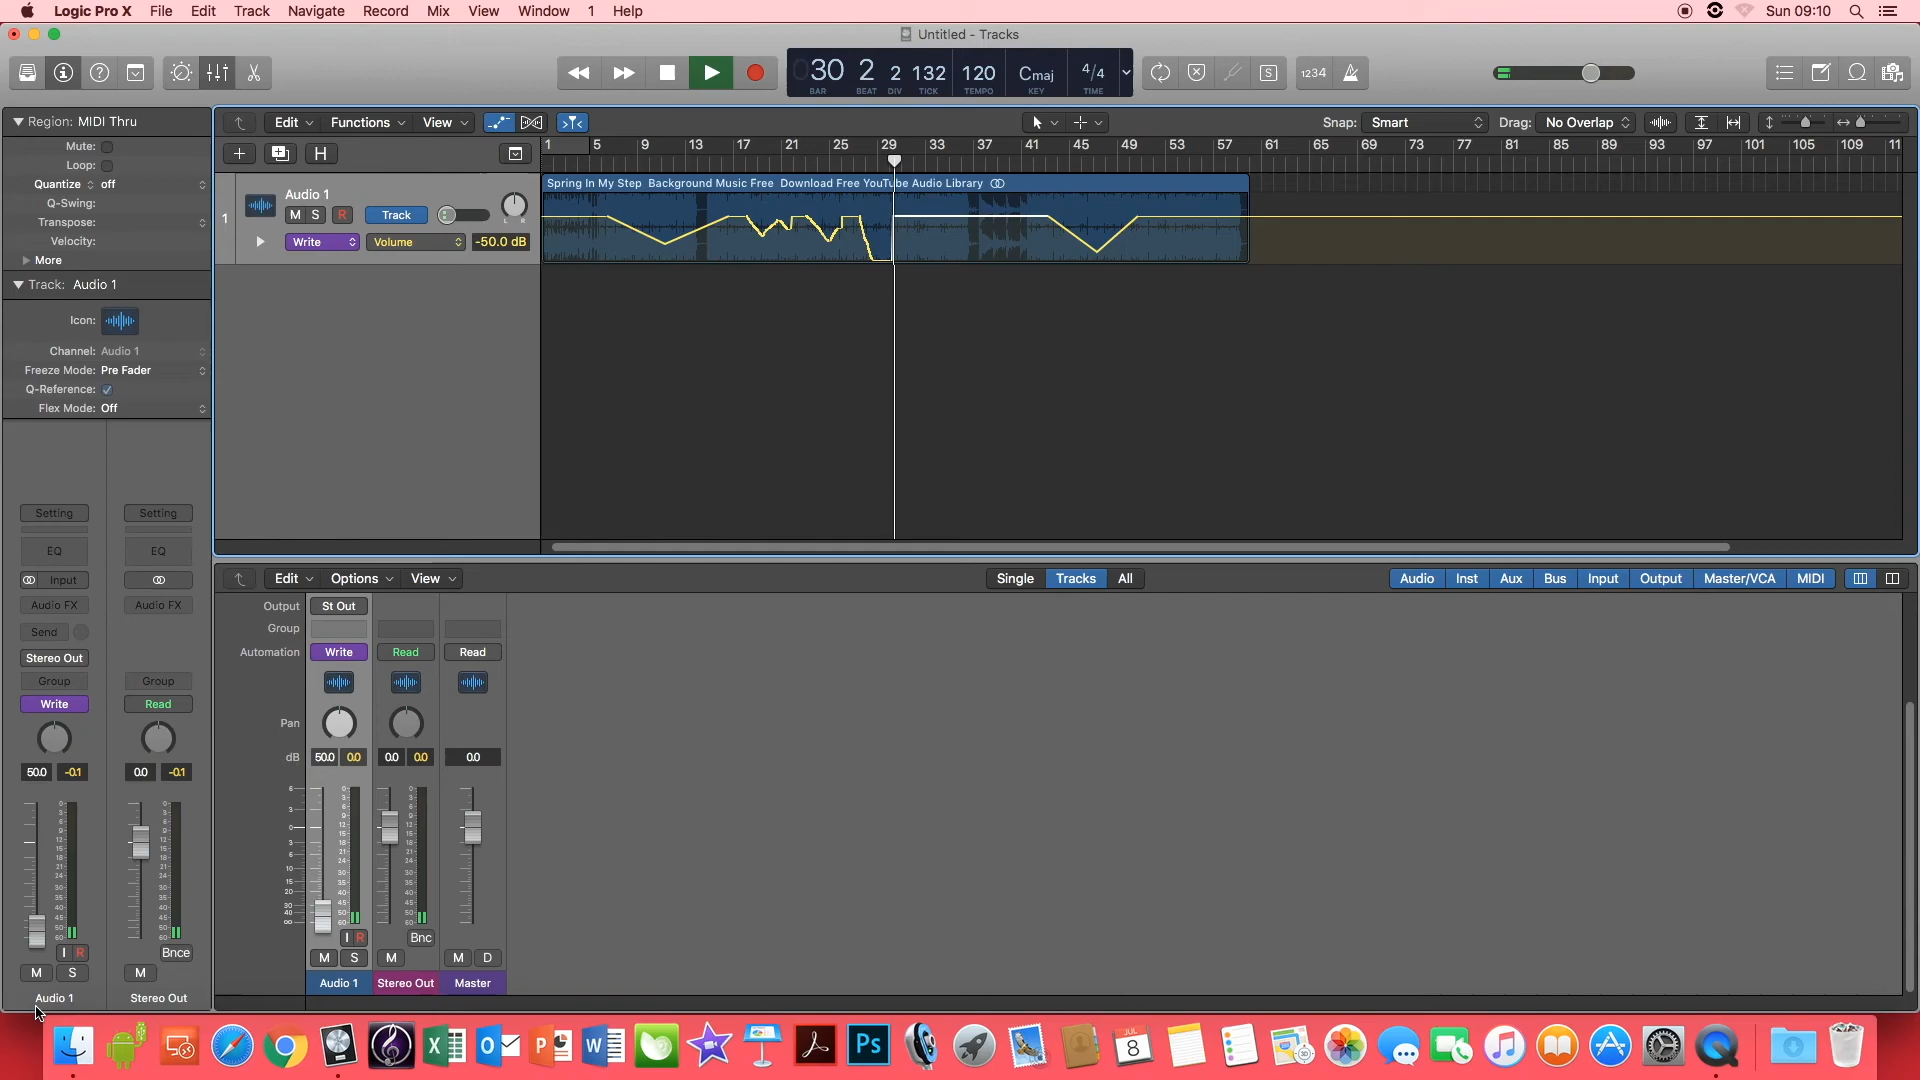 Logic Pro X File Edit Track Navigate Record Mix View Window 1 Help Sun 09:10
Untitled - Tracks
30 2 2 132 120 Cmaj 4/4
BAR BEAT DIV TICK TEMPO KEY TIME
1234
Region: MIDI Thru
Edit Functions View Snap: Smart Drag: No Overlap
Mute:
Loop:
Quantize off
Q-Swing:
Transpose:
Velocity:
More
H
1 5 9 13 17 21 25 29 33 37 41 45 49 53 57 61 65 69 73 77 81 85 89 93 97 101 105 109 11
Spring In My Step Background Music Free Download Free YouTube Audio Library
1
Audio 1
M S R Track L R
Write Volume -50.0 dB
Track: Audio 1
Icon:
Channel: Audio 1
Freeze Mode: Pre Fader
Q-Reference:
Flex Mode: Off
Setting Setting
EQ EQ
Input
Audio FX Audio FX
Send
Stereo Out
Group Group
Write Read
50.0 -0.1 0.0 -0.1
I R Bnce
M S M
Audio 1 Stereo Out
Edit Options View Single Tracks All Audio Inst Aux Bus Input Output Master/VCA MIDI
Output St Out
Group
Automation Write Read Read
Pan
dB 50.0 0.0 0.0 0.0 0.0
I R Bnc
M S M M D
Audio 1 Stereo Out Master
JUL
8
Ps